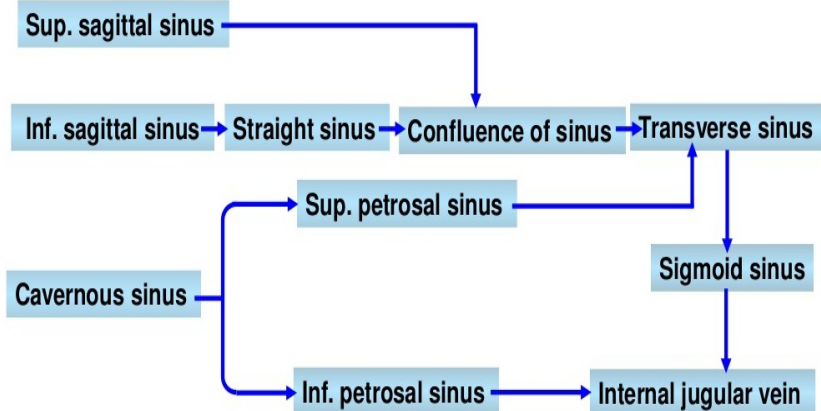 Sup. sagittal sinus
Inf. sagittal sinus
Straight sinus
Confluence of sinus
Transverse sinus
Sup. petrosal sinus
Sigmoid sinus
Cavernous sinus
Inf. petrosal sinus
Internal jugular vein